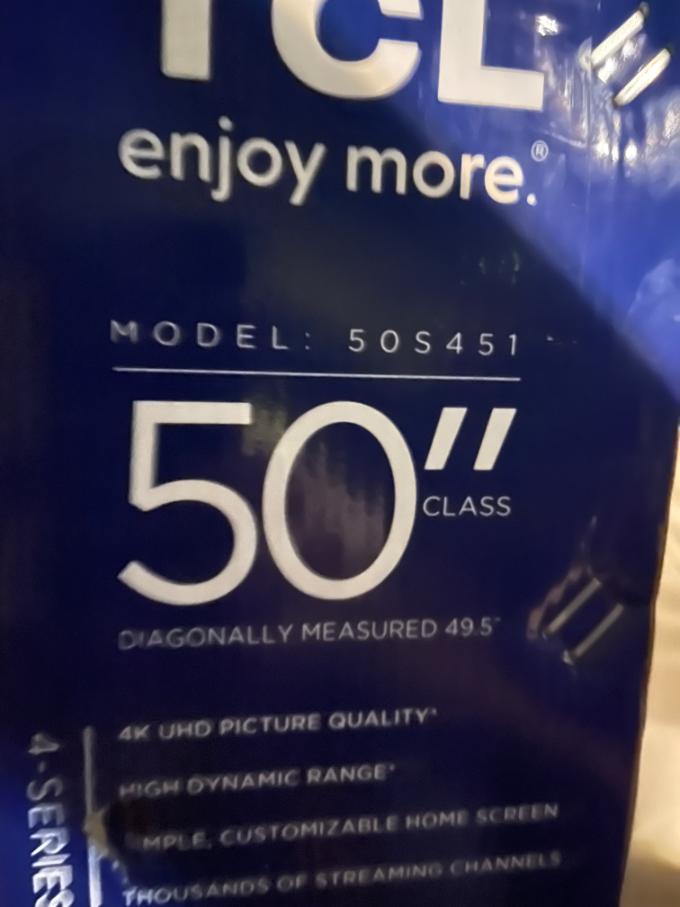 TCL
enjoy more.®
MODEL: 50S451
50"
CLASS
DIAGONALLY MEASURED 49.5"
4K UHD PICTURE QUALITY*
HIGH DYNAMIC RANGE*
MPLE, CUSTOMIZABLE HOME SCREEN
THOUSANDS OF STREAMING CHANNELS
4-SERIES